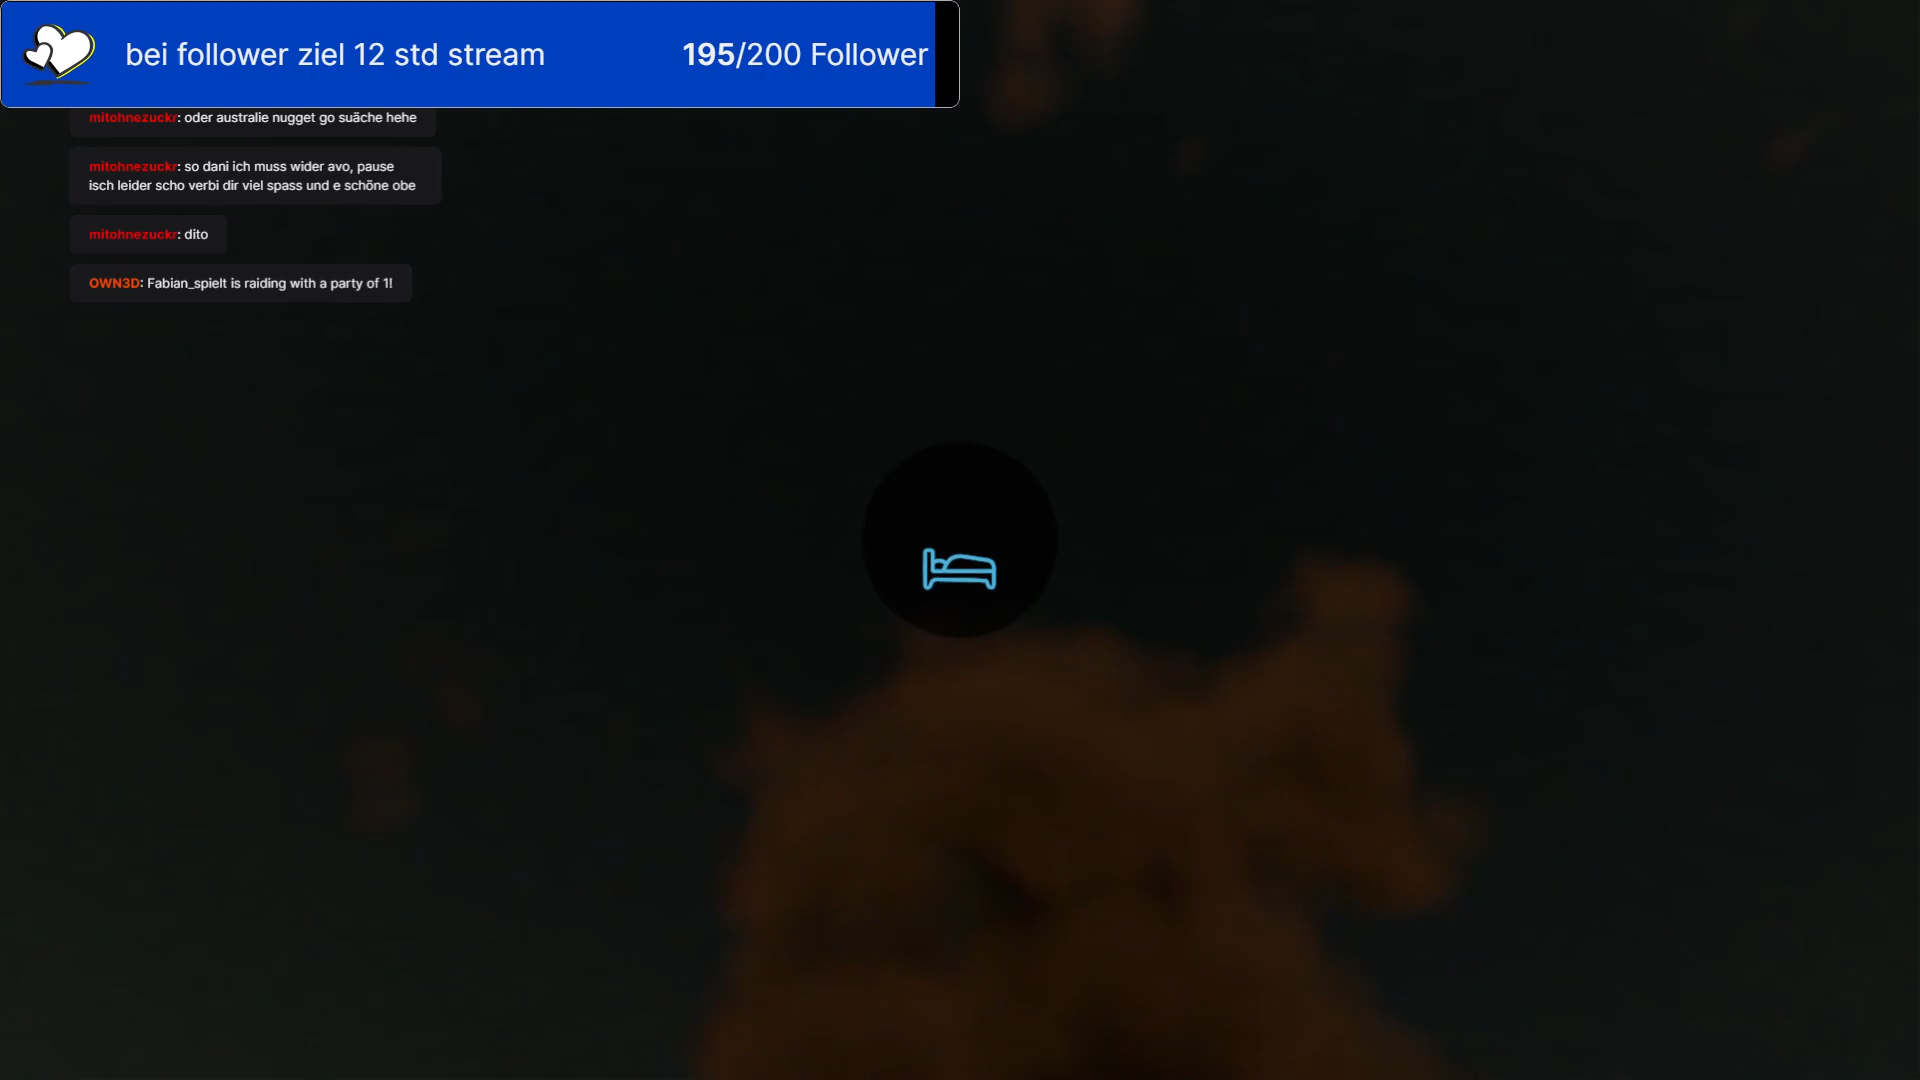 bei follower ziel 12 std stream
195/200 Follower
mitohnezuckr: oder australie nugget go suäche hehe
mitohnezuckr: so dani ich muss wider avo, pause
isch leider scho verbi dir viel spass und e schöne obe
mitohnezuckr: dito
OWN3D: Fabian_spielt is raiding with a party of 1!